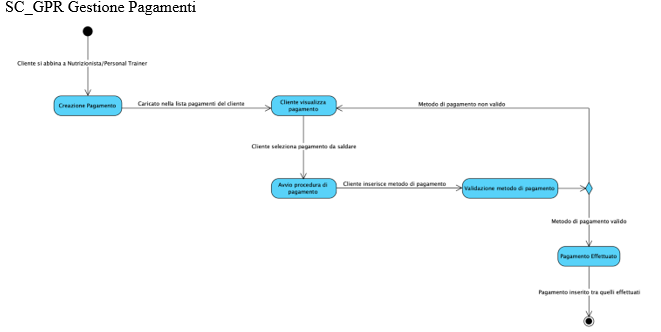 SC_GPR Gestione Pagamenti
Cliente si abbina a Nutrizionista/Personal Trainer
Creazione Pagamento
Caricato nella lista pagamenti del cliente
Cliente visualizza
pagamento
Metodo di pagamento non valido
Cliente seleziona pagamento da saldare
Avvio procedura di
pagamento
Cliente inserisce metodo di pagamento
Validazione metodo di pagamento
Metodo di pagamento valido
Pagamento Effettuato
Pagamento inserito tra quelli effettuati